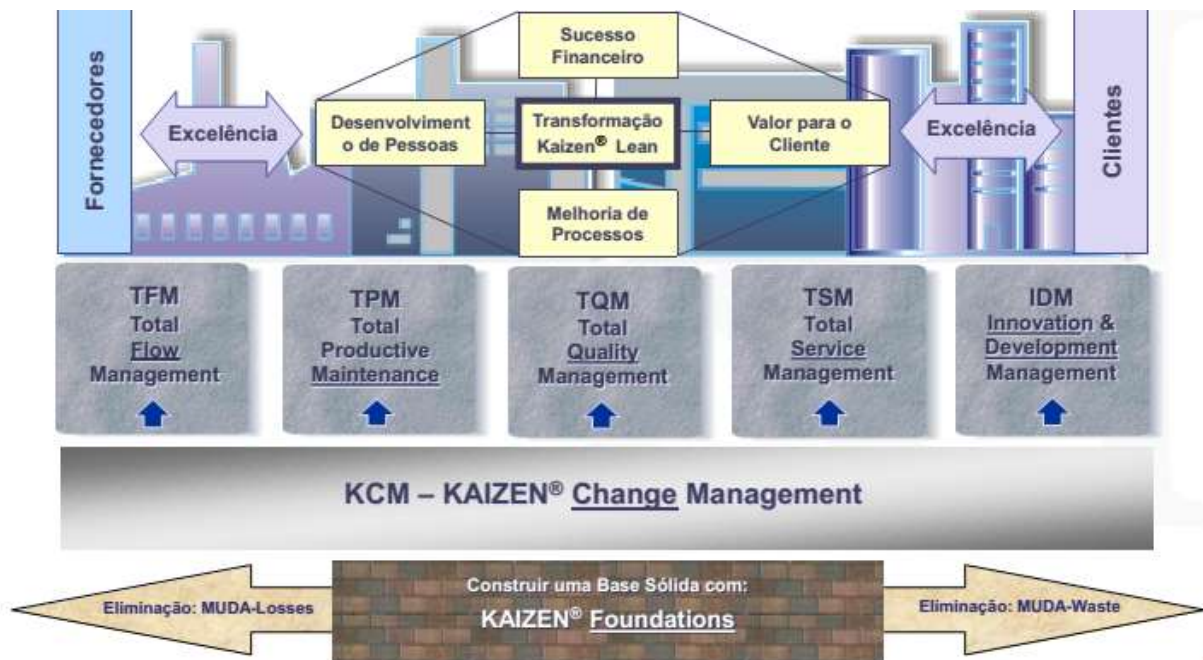 Fornecedores
Sucesso
Financeiro
Excelência
Desenvolviment
o de Pessoas
Transformação
Kaizen® Lean
Valor para o
Cliente
Excelência
Clientes
Melhoria de
Processos
TFM
Total
Flow
Management
TPM
Total
Productive
Maintenance
TQM
Total
Quality
Management
TSM
Total
Service
Management
IDM
Innovation &
Development
Management
KCM – KAIZEN® Change Management
Eliminação: MUDA-Losses
Construir uma Base Sólida com:
KAIZEN® Foundations
Eliminação: MUDA-Waste